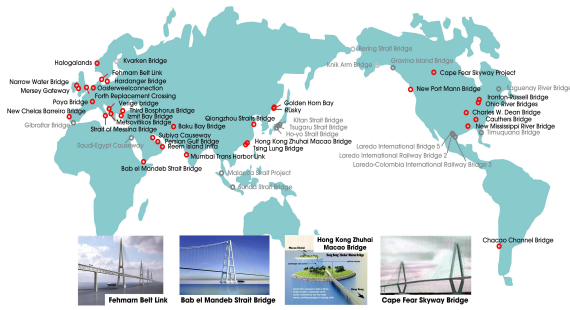 Bering Strait Bridge
Kvarken Bridge
Halogalands
Knik Arm Bridge
Gravina Island Bridge
Fehmarn Belt Link
Hardanger Bridge
Cape Fear Skyway Project
Narrow Water Bridge
Mersey Gateway
Oosterweelconnection
Forth Replacement Crossing
New Port Mann Bridge
Saguenay River Bridge
Poya Bridge
Verige bridge
Golden Horn Bay
Rusky
Ironton-Russell Bridge
Ohio River Bridges
New Chelas Barreiro Bridge
Third Bosphorus Bridge
Izmit Bay Bridge
Metsovitikos Bridge
Gibraltar Bridge
Strait of Messina Bridge
Baku Bay Bridge
Qiongzhou Straits Bridge
Kitan Strait Bridge
Tsugaru Strait Bridge
Ho-yo Strait Bridge
Charles W. Dean Bridge
Cauthers Bridge
New Mississippi River Bridge
Timuquana Bridge
Subiya Causeway
Persian Gulf Bridge
Saudi-Egypt Causeway
Reem Island Infra
Hong Kong Zhuhai Macao Bridge
Tsing Lung Bridge
Laredo International Bridge 5
Laredo International Railway Bridge 2
Laredo-Colombia International Railway Bridge 3
Mumbai Trans Harbor Link
Bab el Mandeb Strait Bridge
Malacca Strait Project
Sunda Strait Bridge
Chacao Channel Bridge
Hong Kong Zhuhai
Macao Bridge
Fehmarn Belt Link
Bab el Mandeb Strait Bridge
Cape Fear Skyway Bridge